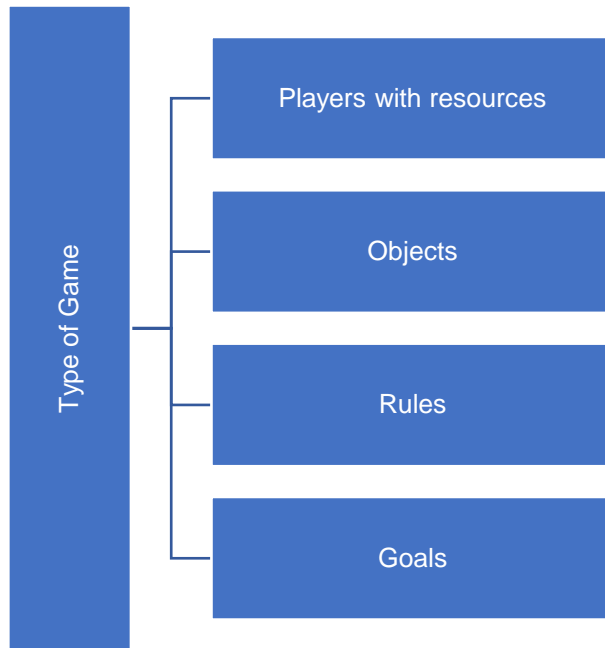 Type of Game
Players with resources
Objects
Rules
Goals